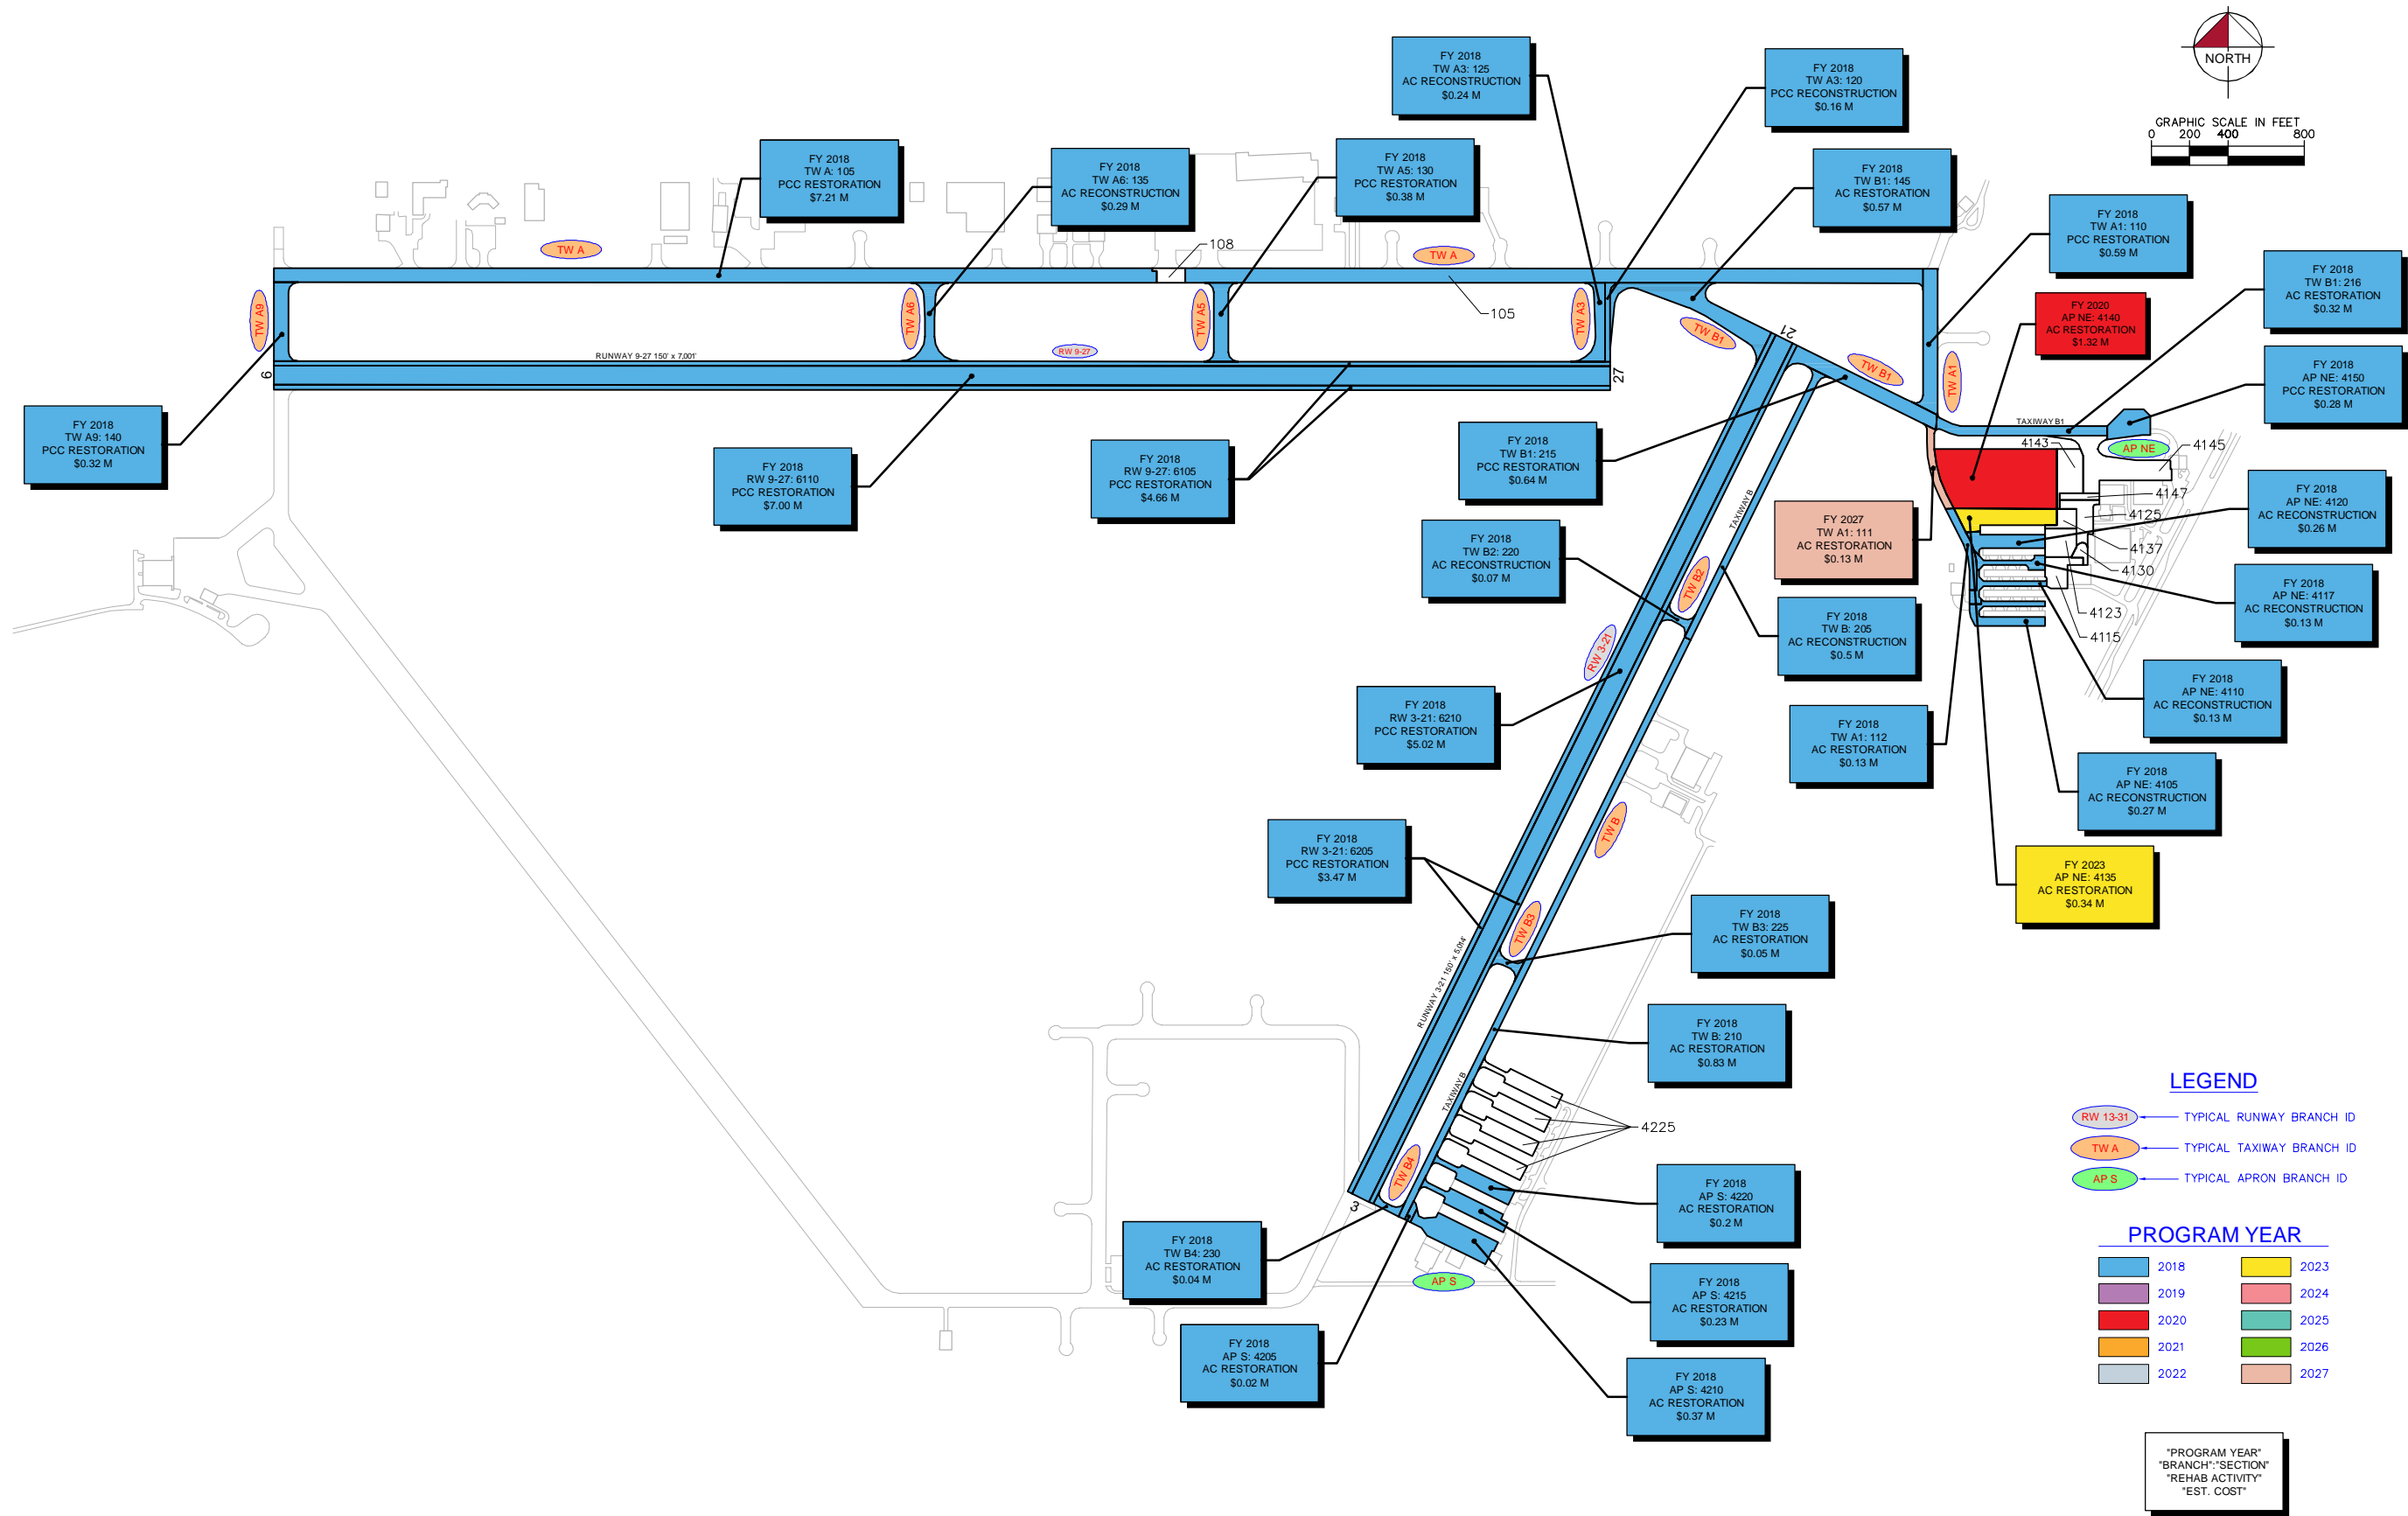 NORTH
GRAPHIC SCALE IN FEET
0 200 400 800
FY 2018
TW A3: 125
AC RECONSTRUCTION
$0.24 M
FY 2018
TW A3: 120
PCC RECONSTRUCTION
$0.16 M
FY 2018
TW A: 105
PCC RESTORATION
$7.21 M
FY 2018
TW A6: 135
AC RECONSTRUCTION
$0.29 M
FY 2018
TW A5: 130
PCC RESTORATION
$0.38 M
FY 2018
TW B1: 145
AC RESTORATION
$0.57 M
FY 2018
TW A1: 110
PCC RESTORATION
$0.59 M
FY 2018
TW B1: 216
AC RESTORATION
$0.32 M
FY 2020
AP NE: 4140
AC RESTORATION
$1.32 M
FY 2018
AP NE: 4150
PCC RESTORATION
$0.28 M
TW A
108
TW A
105
TW A9
TW A6
TW A5
TW A3
TW B1
21
TW B1
TW A1
RUNWAY 9-27 150' x 7,001'
RW 9-27
9
27
TAXIWAY B1
4143
AP NE
4145
4147
4125
4137
4130
4123
4115
FY 2018
TW A9: 140
PCC RESTORATION
$0.32 M
FY 2018
RW 9-27: 6110
PCC RESTORATION
$7.00 M
FY 2018
RW 9-27: 6105
PCC RESTORATION
$4.66 M
FY 2018
TW B1: 215
PCC RESTORATION
$0.64 M
FY 2018
AP NE: 4120
AC RECONSTRUCTION
$0.26 M
FY 2027
TW A1: 111
AC RESTORATION
$0.13 M
FY 2018
TW B2: 220
AC RECONSTRUCTION
$0.07 M
TAXIWAY B
TW B2
FY 2018
AP NE: 4117
AC RECONSTRUCTION
$0.13 M
FY 2018
TW B: 205
AC RECONSTRUCTION
$0.5 M
RW 3-21
FY 2018
AP NE: 4110
AC RECONSTRUCTION
$0.13 M
FY 2018
RW 3-21: 6210
PCC RESTORATION
$5.02 M
FY 2018
TW A1: 112
AC RESTORATION
$0.13 M
FY 2018
AP NE: 4105
AC RECONSTRUCTION
$0.27 M
TW B
FY 2018
RW 3-21: 6205
PCC RESTORATION
$3.47 M
FY 2023
AP NE: 4135
AC RESTORATION
$0.34 M
TW B3
FY 2018
TW B3: 225
AC RESTORATION
$0.05 M
RUNWAY 3-21 150' x 5,014'
FY 2018
TW B: 210
AC RESTORATION
$0.83 M
TAXIWAY B
4225
TW B4
3
FY 2018
AP S: 4220
AC RESTORATION
$0.2 M
FY 2018
TW B4: 230
AC RESTORATION
$0.04 M
AP S
FY 2018
AP S: 4215
AC RESTORATION
$0.23 M
FY 2018
AP S: 4205
AC RESTORATION
$0.02 M
FY 2018
AP S: 4210
AC RESTORATION
$0.37 M
LEGEND
RW 13-31 TYPICAL RUNWAY BRANCH ID
TW A TYPICAL TAXIWAY BRANCH ID
AP S TYPICAL APRON BRANCH ID
PROGRAM YEAR
2018 2023
2019 2024
2020 2025
2021 2026
2022 2027
"PROGRAM YEAR"
"BRANCH":"SECTION"
"REHAB ACTIVITY"
"EST. COST"